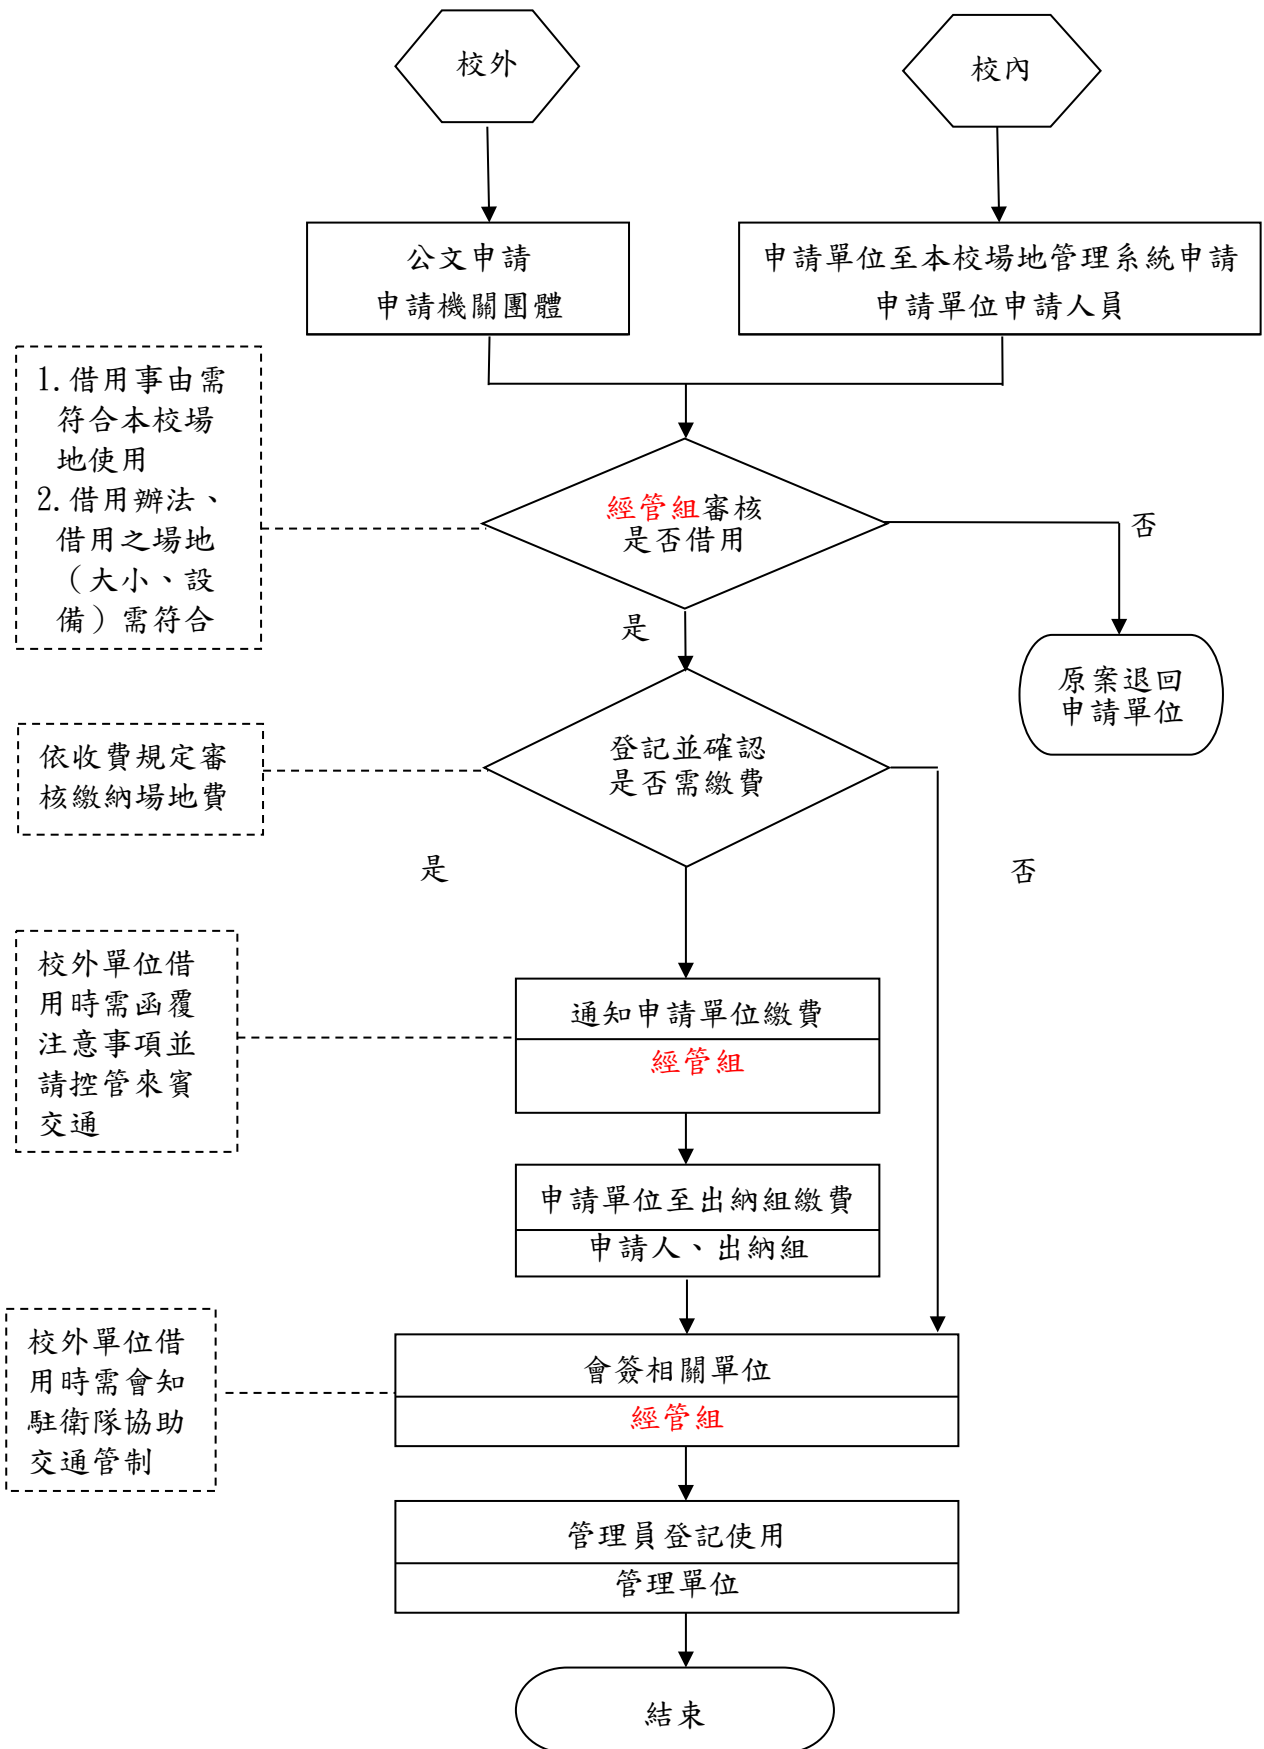 校外
校內
公文申請
申請機關團體
申請單位至本校場地管理系統申請
申請單位申請人員
1.借用事由需
符合本校場
地使用
2.借用辦法、
借用之場地
（大小、設
備）需符合
經管組審核
是否借用
否
是
原案退回
申請單位
登記並確認
是否需繳費
依收費規定審
核繳納場地費
是
否
校外單位借
用時需函覆
注意事項並
請控管來賓
交通
通知申請單位繳費
經管組
申請單位至出納組繳費
申請人、出納組
校外單位借
用時需會知
駐衛隊協助
交通管制
會簽相關單位
經管組
管理員登記使用
管理單位
結束